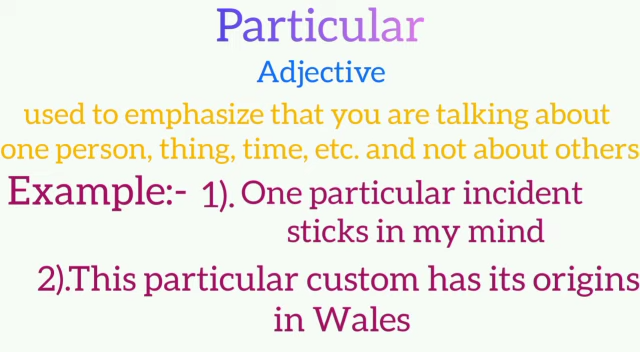 Particular
Adjective
used to emphasize that you are talking about
one person, thing, time, etc. and not about others
Example:- 1). One particular incident
sticks in my mind
2).This particular custom has its origins
in Wales